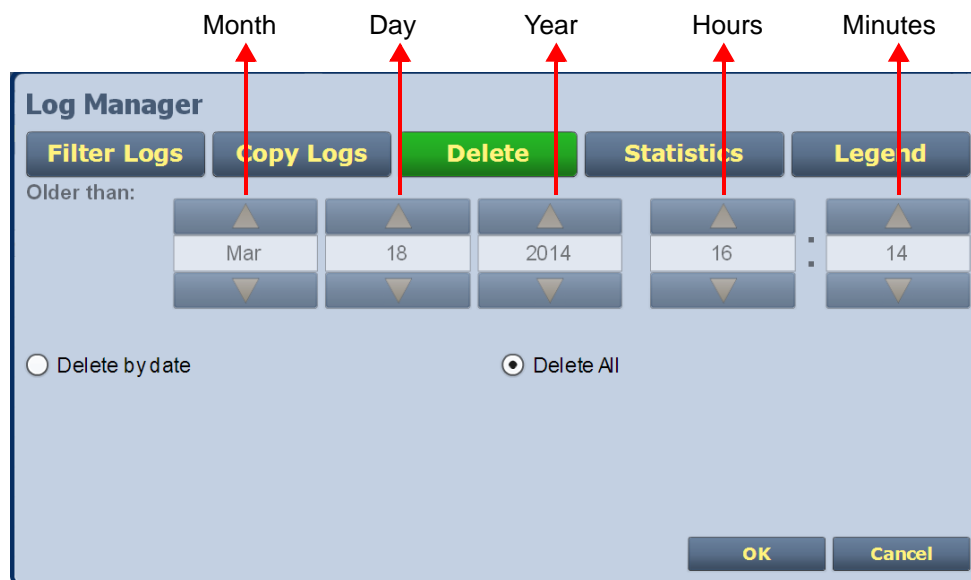 Month Day Year Hours Minutes
Log Manager
Filter Logs Copy Logs Delete Statistics Legend
Older than:
Mar 18 2014 16 : 14
Delete by date Delete All
OK Cancel